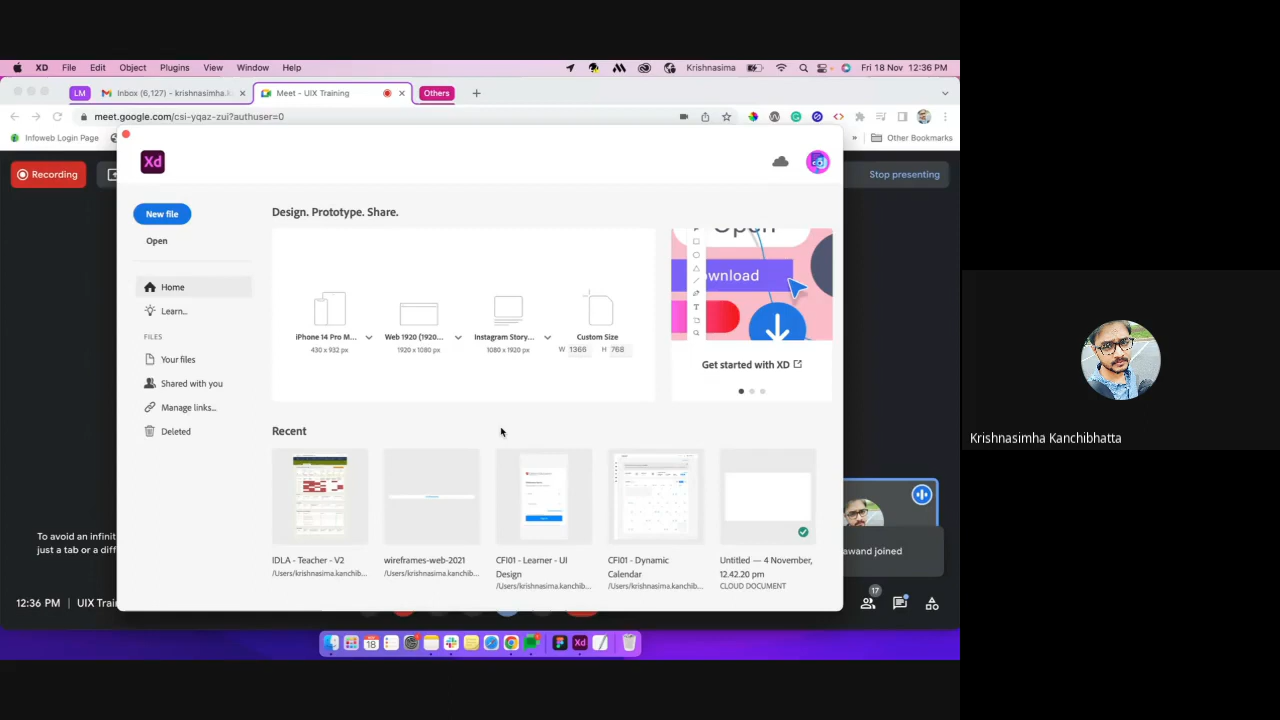 XD File Edit Object Plugins View Window Help Krishnasima Fri 18 Nov 12:36 PM
LM Inbox (6,127) - krishnasimha.k Meet - UIX Training Others
meet.google.com/csi-yqaz-zui?authuser=0
Infoweb Login Page » Other Bookmarks
Xd
Recording Stop presenting
New file
Open
Home
Learn...
FILES
Your files
Shared with you
Manage links...
Deleted
Design. Prototype. Share.
iPhone 14 Pro M... Web 1920 (1920... Instagram Story... Custom Size
430 x 932 px 1920 x 1080 px 1080 x 1920 px W 1366 H 768
Open
wnload
Get started with XD
Recent
IDLA - Teacher - V2
/Users/krishnasima.kanchib...
wireframes-web-2021
/Users/krishnasima.kanchib...
CFI01 - Learner - UI
Design
/Users/krishnasima.kanchib...
CFI01 - Dynamic
Calendar
/Users/krishnasima.kanchib...
Untitled — 4 November,
12.42.20 pm
CLOUD DOCUMENT
To avoid an infinit
just a tab or a diff
awand joined
12:36 PM | UIX Trai
17
NOV
18
Xd
Krishnasimha Kanchibhatta